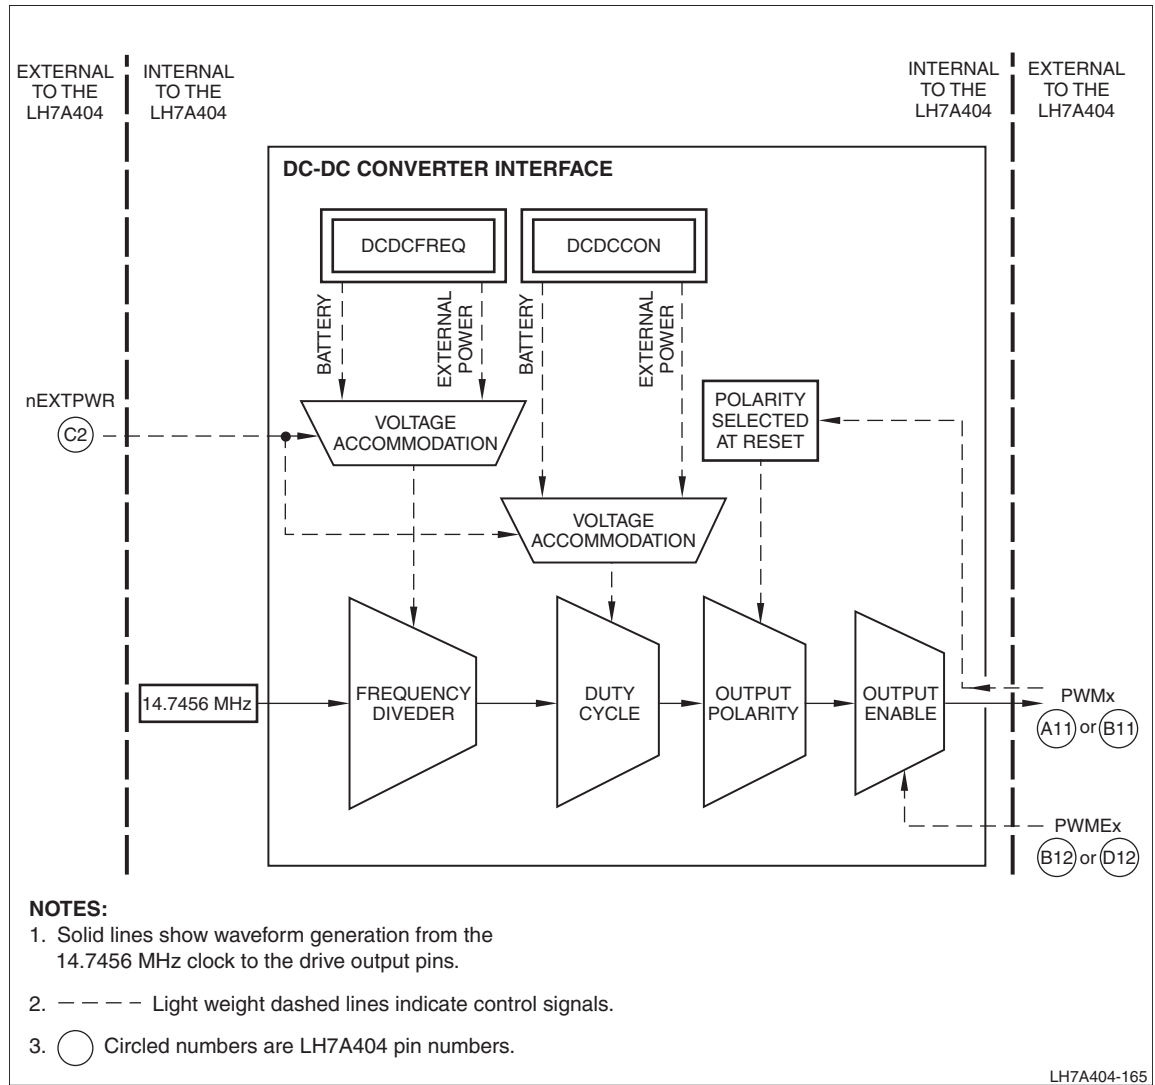 EXTERNAL
TO THE
LH7A404
INTERNAL
TO THE
LH7A404
INTERNAL
TO THE
LH7A404
EXTERNAL
TO THE
LH7A404
DC-DC CONVERTER INTERFACE
DCDCFREQ
DCDCCON
BATTERY
EXTERNAL
POWER
BATTERY
EXTERNAL
POWER
nEXTPWR
C2
VOLTAGE
ACCOMMODATION
POLARITY
SELECTED
AT RESET
VOLTAGE
ACCOMMODATION
14.7456 MHz
FREQUENCY
DIVEDER
DUTY
CYCLE
OUTPUT
POLARITY
OUTPUT
ENABLE
PWMx
A11 or B11
PWMEx
B12 or D12
NOTES:
1. Solid lines show waveform generation from the
14.7456 MHz clock to the drive output pins.
2. – – – – Light weight dashed lines indicate control signals.
3. Circled numbers are LH7A404 pin numbers.
LH7A404-165